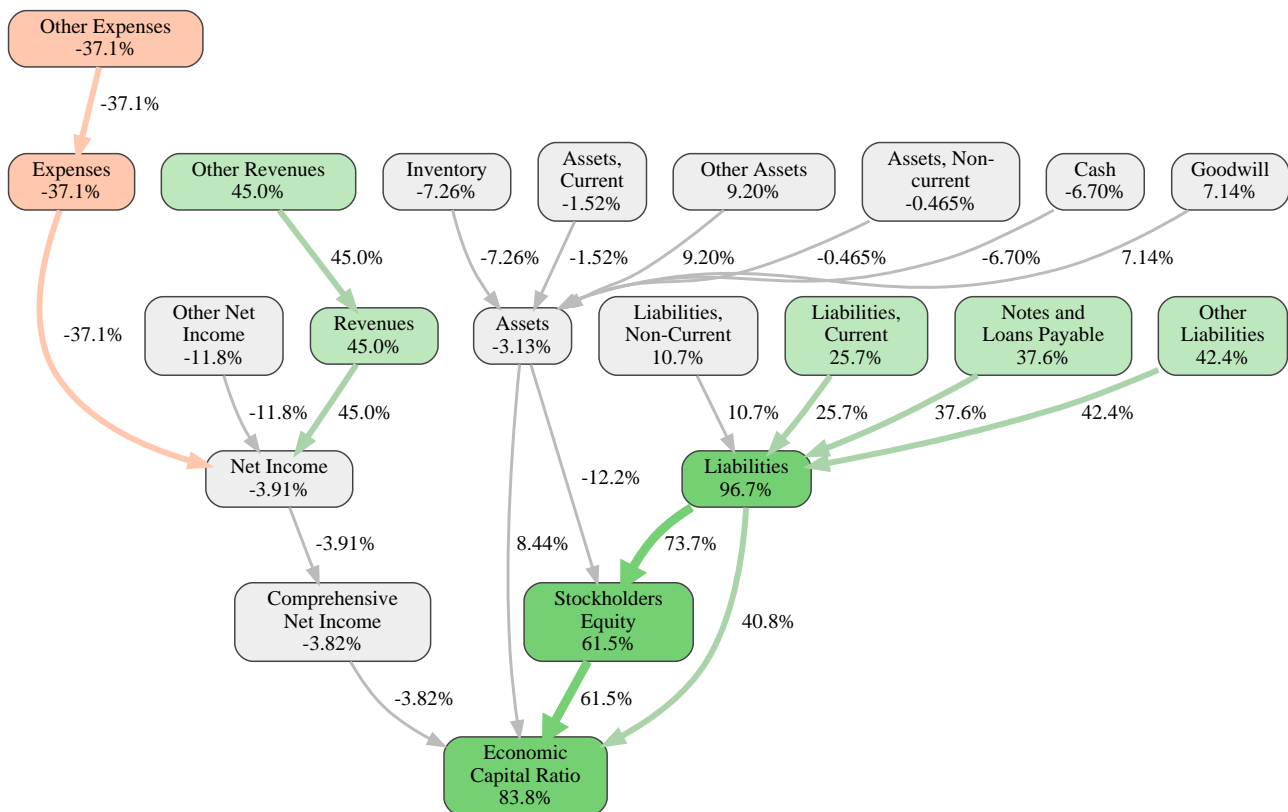 Other Expenses
-37.1%
-37.1%
Expenses
-37.1%
Other Revenues
45.0%
Inventory
-7.26%
Assets,
Current
-1.52%
Other Assets
9.20%
Assets, Non-
current
-0.465%
Cash
-6.70%
Goodwill
7.14%
45.0%
-7.26%
-1.52%
9.20%
-0.465%
-6.70%
7.14%
-37.1%
Other Net
Income
-11.8%
Revenues
45.0%
Assets
-3.13%
Liabilities,
Non-Current
10.7%
Liabilities,
Current
25.7%
Notes and
Loans Payable
37.6%
Other
Liabilities
42.4%
-11.8%
45.0%
10.7%
25.7%
37.6%
42.4%
Net Income
-3.91%
-12.2%
Liabilities
96.7%
-3.91%
8.44%
73.7%
Comprehensive
Net Income
-3.82%
Stockholders
Equity
61.5%
40.8%
-3.82%
61.5%
Economic
Capital Ratio
83.8%